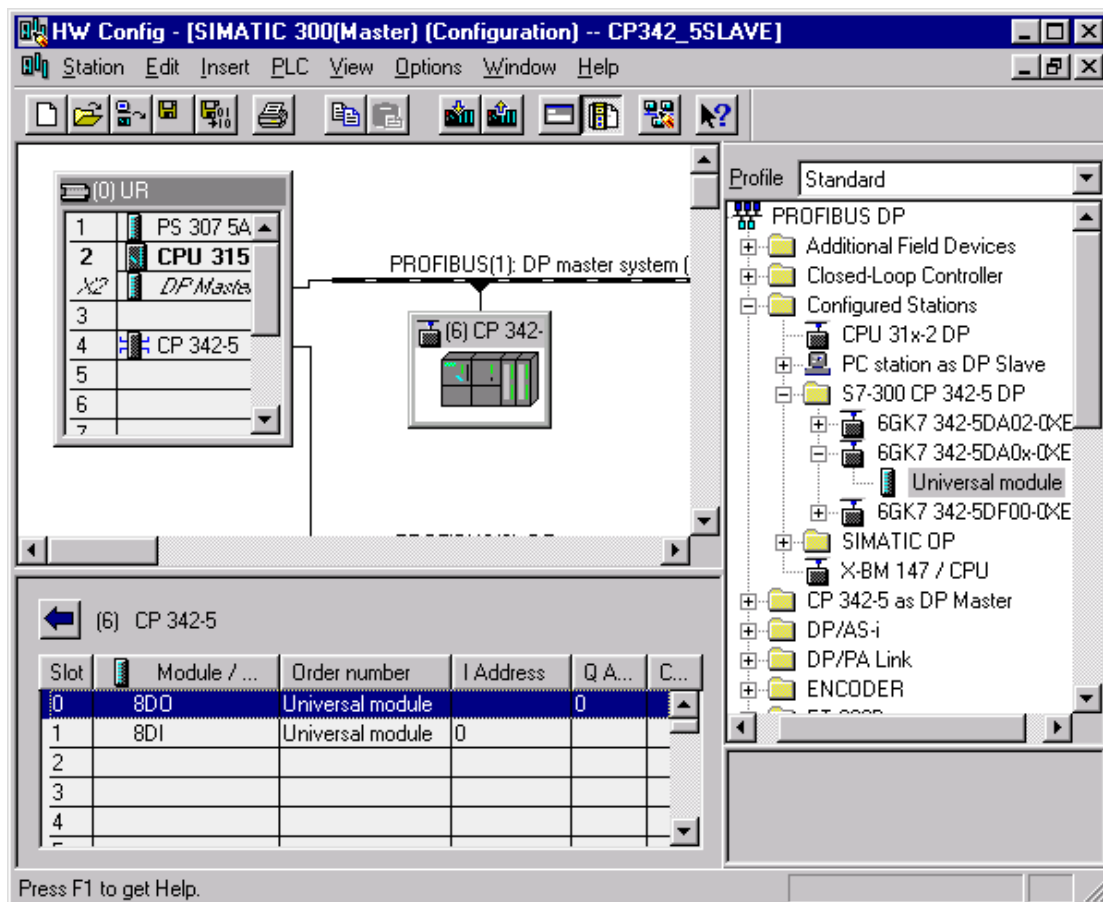 HW Config - [SIMATIC 300(Master) (Configuration) -- CP342_5SLAVE]
Station Edit Insert PLC View Options Window Help
(0) UR
1 PS 307 5A
2 CPU 315
X2 DP Master
3
4 CP 342-5
5
6
7
PROFIBUS(1): DP master system (
(6) CP 342-
Profile Standard
PROFIBUS DP
Additional Field Devices
Closed-Loop Controller
Configured Stations
CPU 31x-2 DP
PC station as DP Slave
S7-300 CP 342-5 DP
6GK7 342-5DA02-0XE
6GK7 342-5DA0x-0XE
Universal module
6GK7 342-5DF00-0XE
SIMATIC OP
X-BM 147 / CPU
CP 342-5 as DP Master
DP/AS-i
DP/PA Link
ENCODER
(6) CP 342-5
Slot Module / ... Order number I Address Q A... C...
0 8DO Universal module 0
1 8DI Universal module 0
2
3
4
Press F1 to get Help.